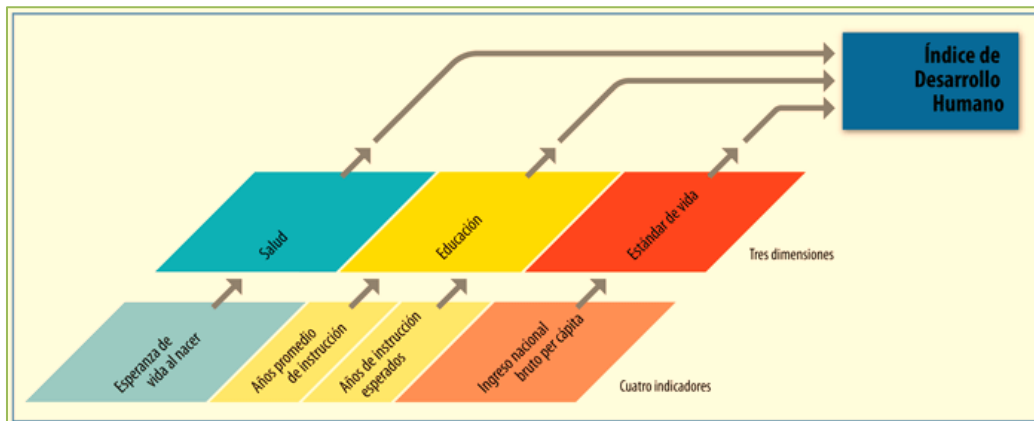 Índice de
Desarrollo
Humano
Salud
Educación
Estándar de vida
Tres dimensiones
Esperanza de
vida al nacer
Años promedio
de instrucción
Años de instrucción
esperados
Ingreso nacional
bruto per cápita
Cuatro indicadores